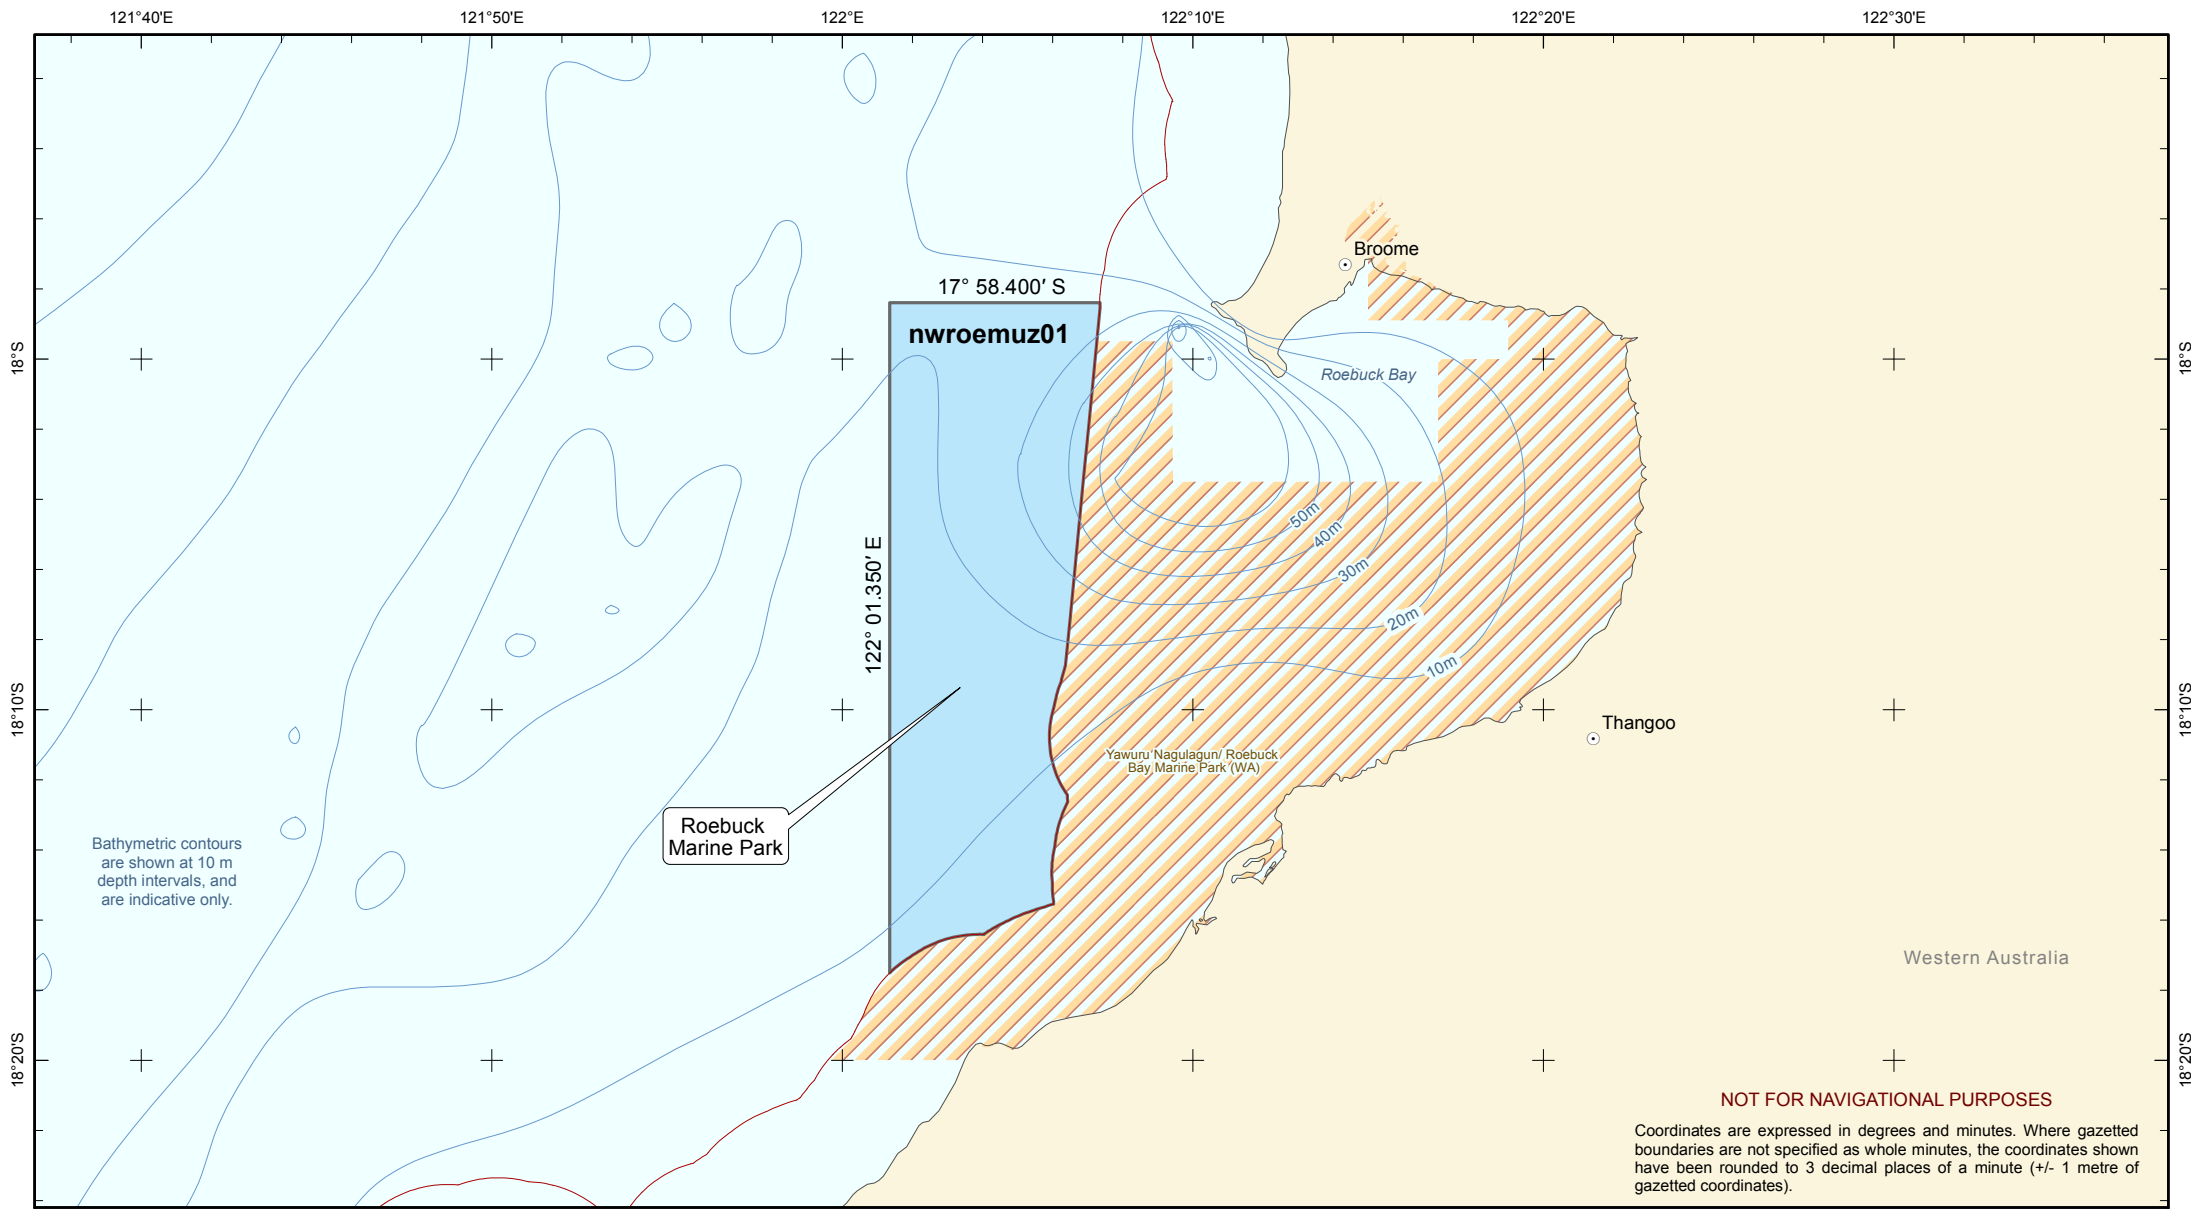 121°40'E
121°50'E
122°E
122°10'E
122°20'E
122°30'E
Broome
17° 58.400′ S
nwroemuz01
18°S
18°S
Roebuck Bay
50m
40m
30m
20m
10m
122° 01.350′ E
18°10'S
18°10'S
Thangoo
Yawuru Nagulagun/ Roebuck
Bay Marine Park (WA)
Roebuck
Marine Park
Bathymetric contours
are shown at 10 m
depth intervals, and
are indicative only.
Western Australia
18°20'S
18°20'S
NOT FOR NAVIGATIONAL PURPOSES
Coordinates are expressed in degrees and minutes. Where gazetted
boundaries are not specified as whole minutes, the coordinates shown
have been rounded to 3 decimal places of a minute (+/- 1 metre of
gazetted coordinates).